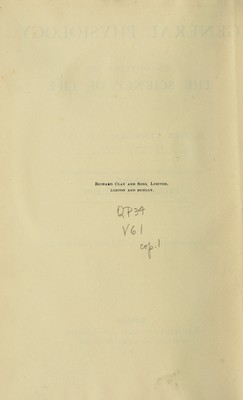 Richard Clay and Sons, Limited,
LONDON AND BUNGAY.
QP34
V61
cop.1